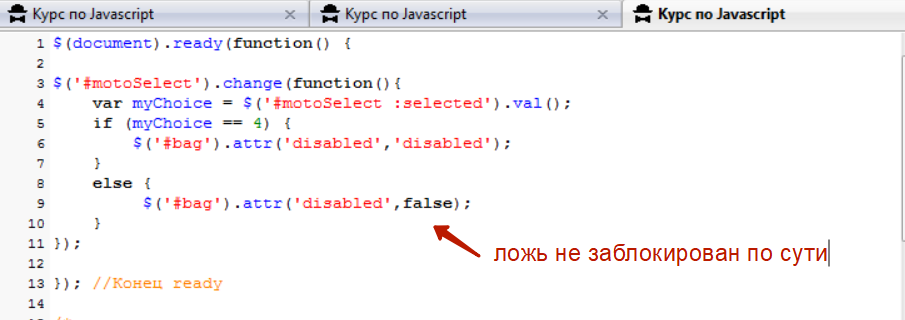 Курс по Javascript Курс по Javascript Курс по Javascript
1 $(document).ready(function() {
2
3 $('#motoSelect').change(function(){
4 var myChoice = $('#motoSelect :selected').val();
5 if (myChoice == 4) {
6 $('#bag').attr('disabled','disabled');
7 }
8 else {
9 $('#bag').attr('disabled',false);
10 }
11 });
12
13 }); //Конец ready
14
ложь не заблокирован по сути